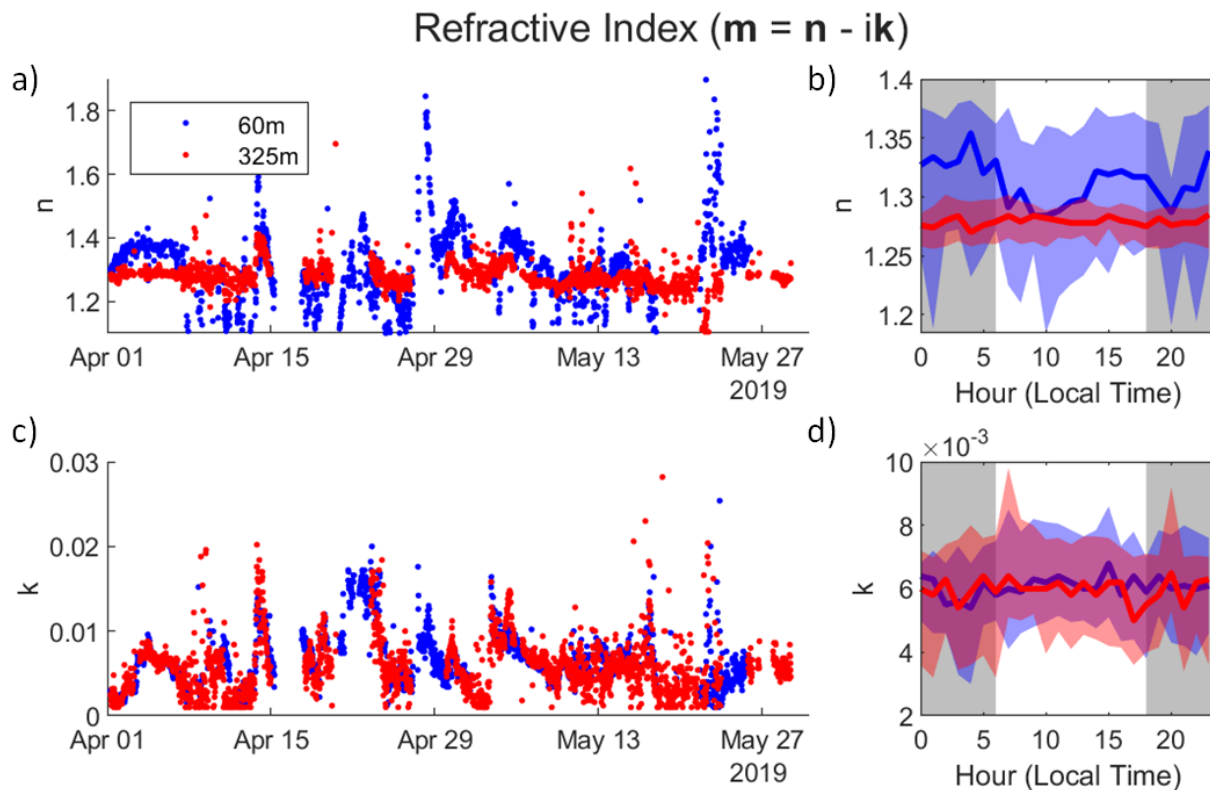 Refractive Index (m = n - ik)
a)
1.8
1.6
1.4
1.2
n
60m
325m
Apr 01
Apr 15
Apr 29
May 13
May 27
2019
b)
1.4
1.35
1.3
1.25
1.2
n
0
5
10
15
20
Hour (Local Time)
c)
0.03
0.02
0.01
0
k
Apr 01
Apr 15
Apr 29
May 13
May 27
2019
d)
×10⁻³
10
8
6
4
2
k
0
5
10
15
20
Hour (Local Time)